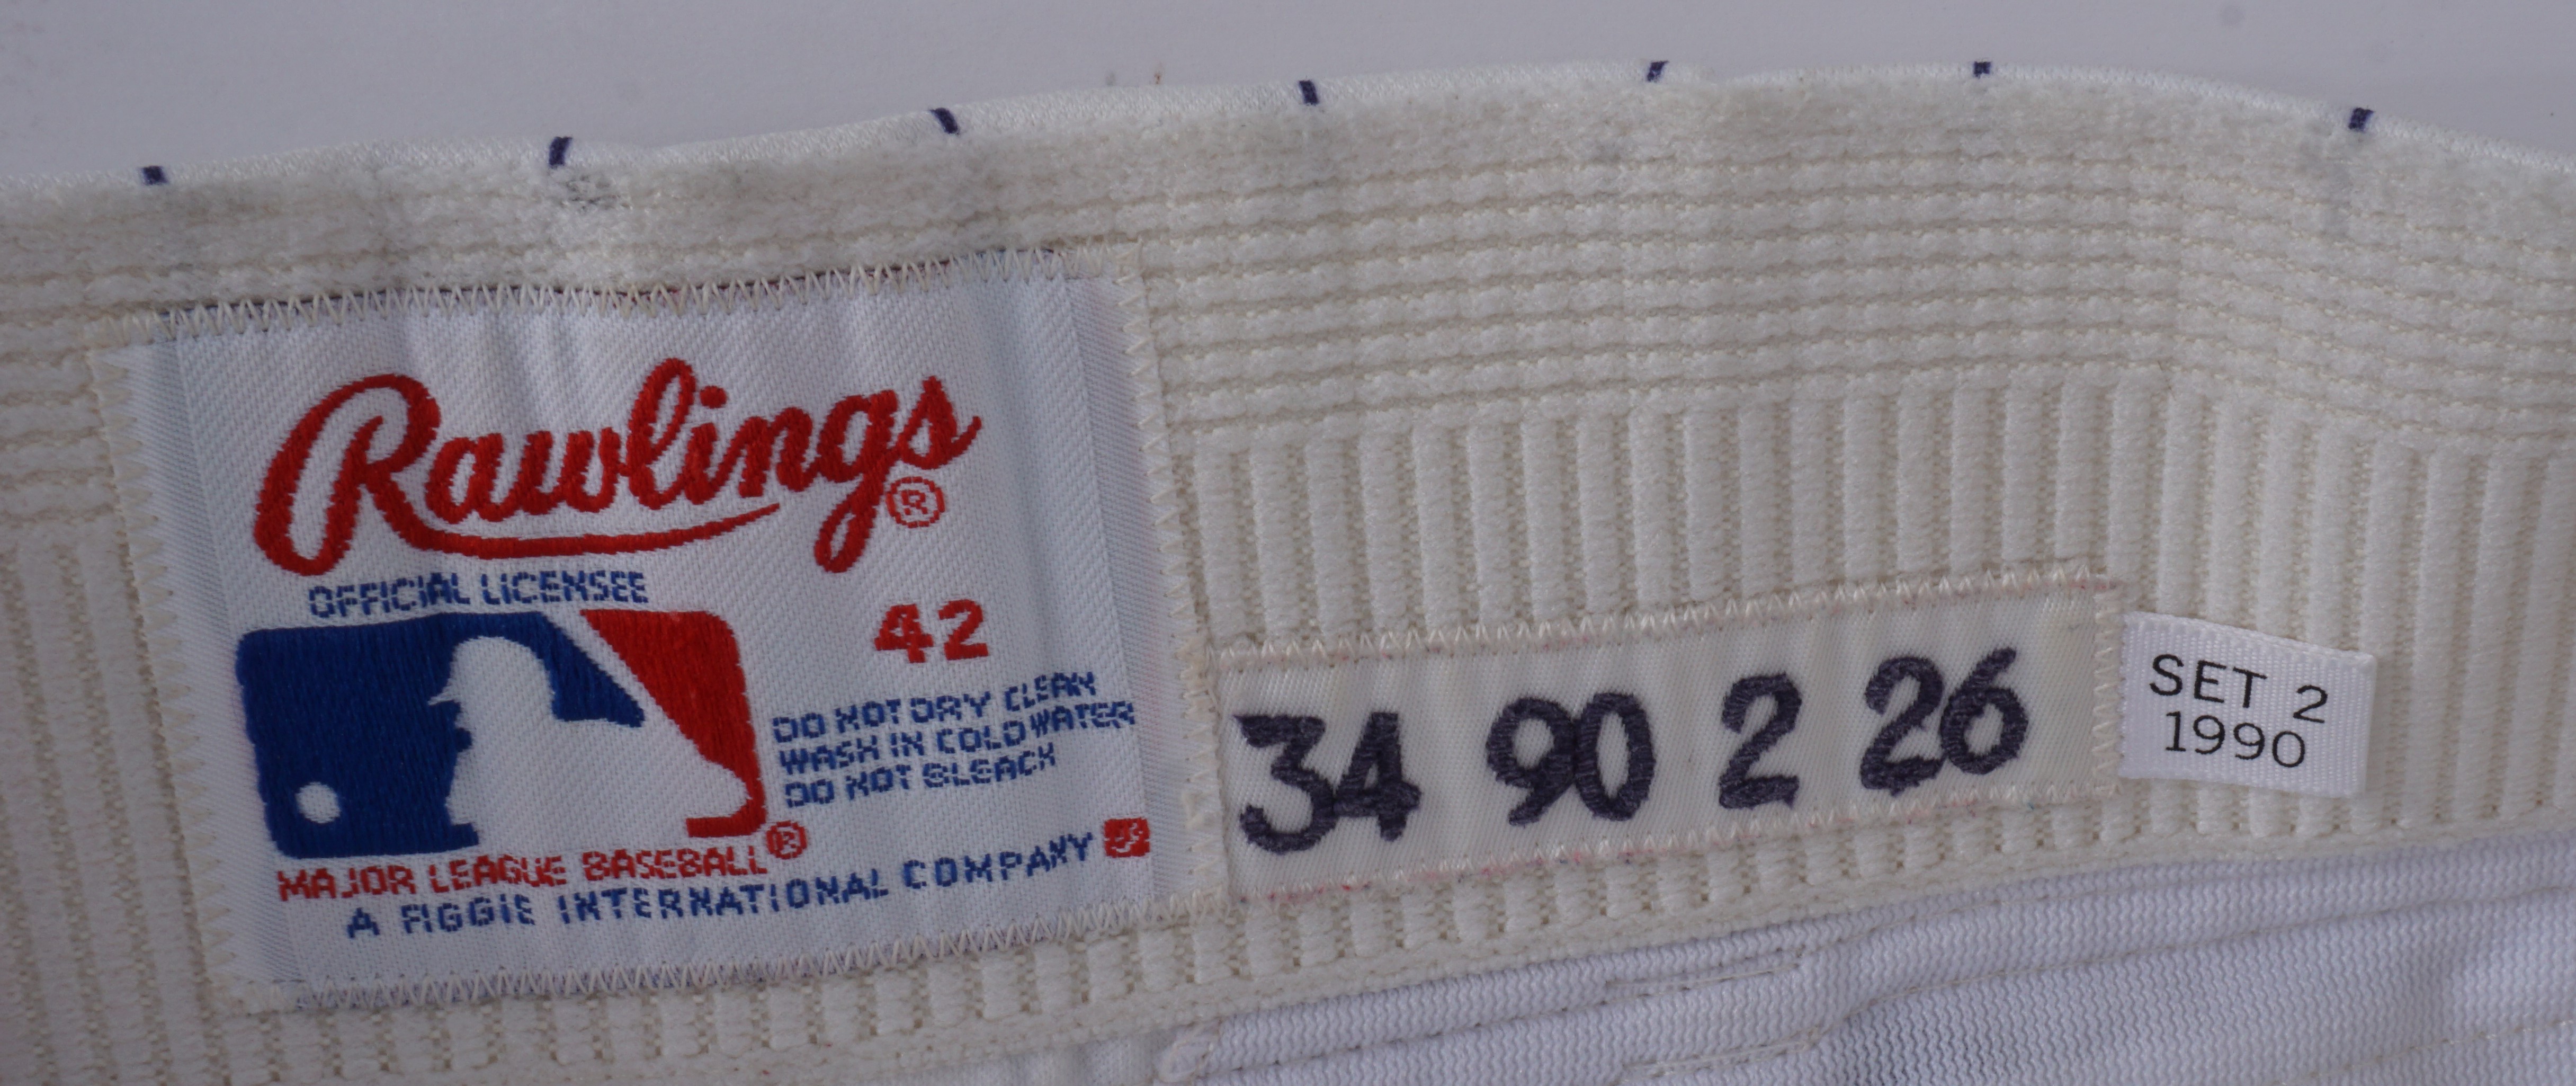 Rawlings®
OFFICIAL LICENSEE
42
DO NOT DRY CLEAN
WASH IN COLD WATER
DO NOT BLEACH
®
MAJOR LEAGUE BASEBALL
A FIGGIE INTERNATIONAL COMPANY
34 90 2 26
SET 2
1990